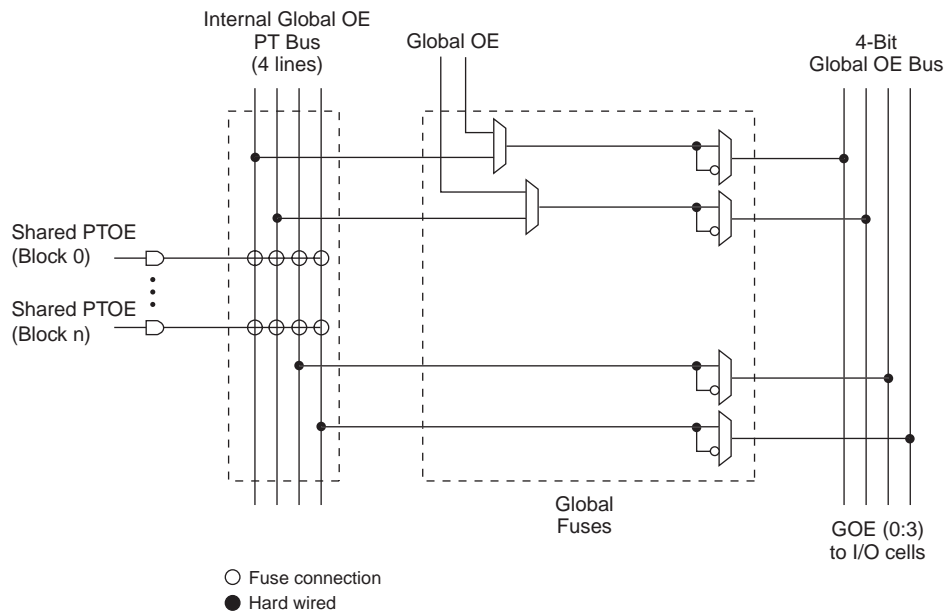 Internal Global OE
PT Bus
(4 lines)
Global OE
4-Bit
Global OE Bus
Shared PTOE
(Block 0)
Shared PTOE
(Block n)
Global
Fuses
GOE (0:3)
to I/O cells
Fuse connection
Hard wired